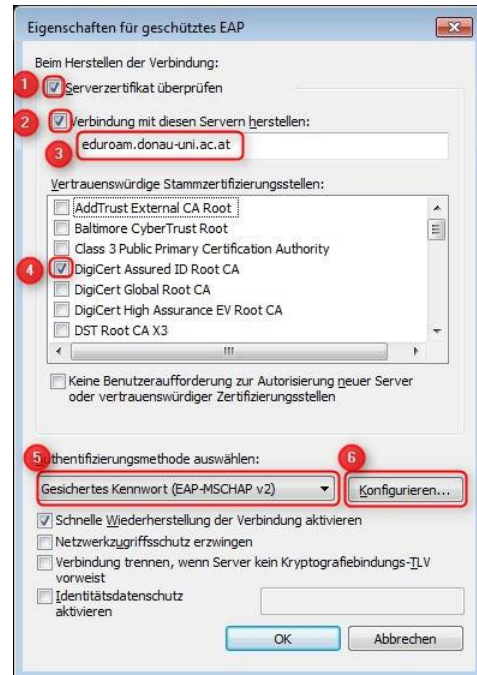 Eigenschaften für geschütztes EAP
Beim Herstellen der Verbindung:
1 Serverzertifikat überprüfen
2 Verbindung mit diesen Servern herstellen:
3 eduroam.donau-uni.ac.at
Vertrauenswürdige Stammzertifizierungsstellen:
AddTrust External CA Root
Baltimore CyberTrust Root
Class 3 Public Primary Certification Authority
4 DigiCert Assured ID Root CA
DigiCert Global Root CA
DigiCert High Assurance EV Root CA
DST Root CA X3
Keine Benutzeraufforderung zur Autorisierung neuer Server
oder vertrauenswürdiger Zertifizierungsstellen
5 6
Authentifizierungsmethode auswählen:
Gesichertes Kennwort (EAP-MSCHAP v2) Konfigurieren...
Schnelle Wiederherstellung der Verbindung aktivieren
Netzwerkzugriffsschutz erzwingen
Verbindung trennen, wenn Server kein Kryptografiebindungs-TLV
vorweist
Identitätsdatenschutz
aktivieren
OK Abbrechen